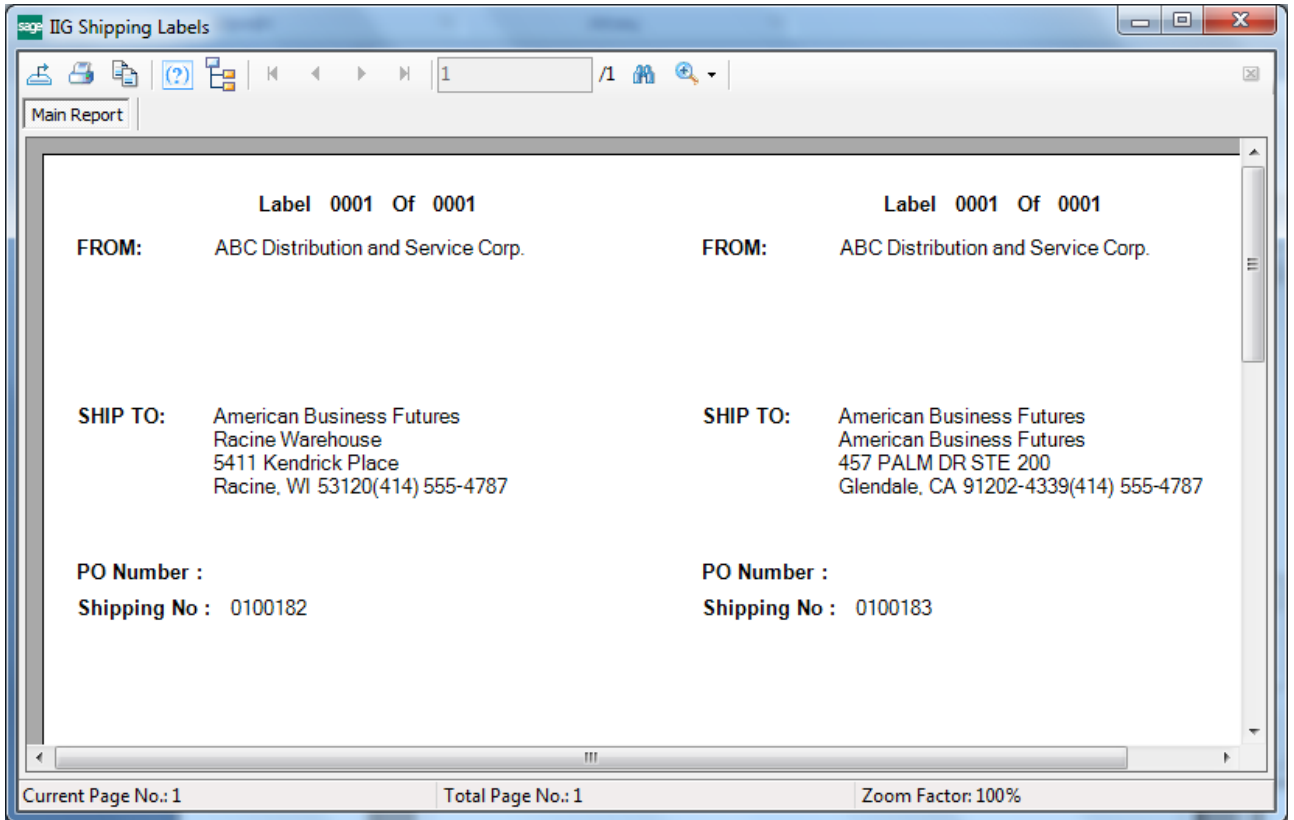 sage IIG Shipping Labels
(?) 1 /1
Main Report
Label 0001 Of 0001
FROM: ABC Distribution and Service Corp.
SHIP TO: American Business Futures
Racine Warehouse
5411 Kendrick Place
Racine, WI 53120(414) 555-4787
PO Number :
Shipping No : 0100182
Label 0001 Of 0001
FROM: ABC Distribution and Service Corp.
SHIP TO: American Business Futures
American Business Futures
457 PALM DR STE 200
Glendale, CA 91202-4339(414) 555-4787
PO Number :
Shipping No : 0100183
Current Page No.: 1 Total Page No.: 1 Zoom Factor: 100%